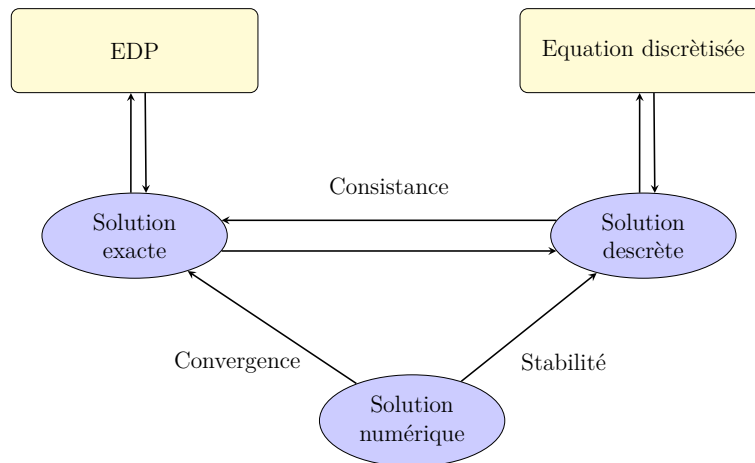 EDP
Equation discrètisée
Consistance
Solution
exacte
Solution
descrète
Convergence
Stabilité
Solution
numérique